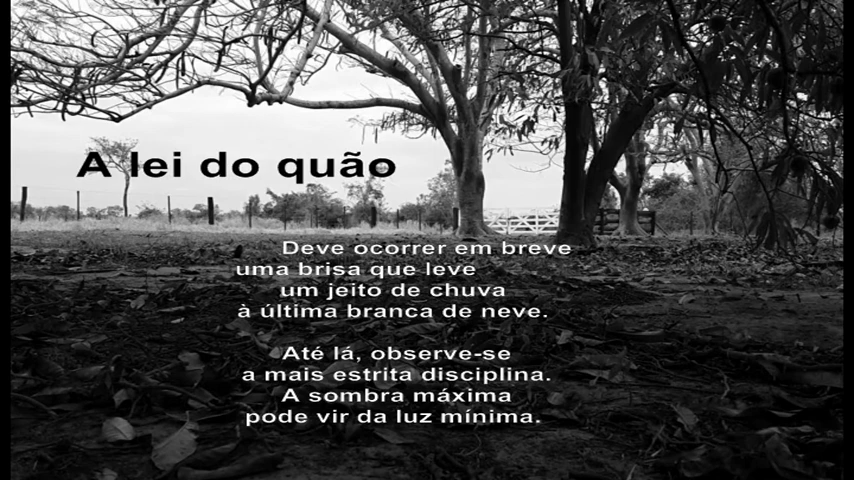 A lei do quão
Deve ocorrer em breve
uma brisa que leve
um jeito de chuva
à última branca de neve.
Até lá, observe-se
a mais estrita disciplina.
A sombra máxima
pode vir da luz mínima.